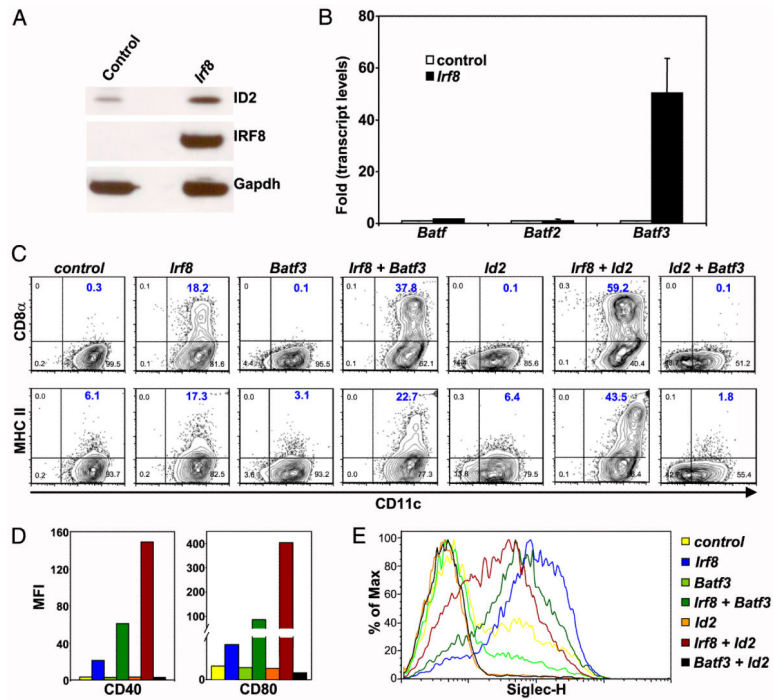 A
Control
Irf8
ID2
IRF8
Gapdh
B
Fold (transcript levels)
80
60
40
20
0
control
Irf8
Batf
Batf2
Batf3
C
control
Irf8
Batf3
Irf8 + Batf3
Id2
Irf8 + Id2
Id2 + Batf3
CD8α
0 0.3
0.2 99.5
0.1 18.2
0.1 81.6
0 0.1
4.4 95.5
0.1 37.8
0.1 62.1
0.0 0.1
85.6
0.3 59.2
0.1 40.4
0.0 0.1
51.2
MHC II
0.0 6.1
0.2 93.7
0.0 17.3
0.2 82.5
0.0 3.1
3.6 93.2
0.0 22.7
0.0 77.3
0.0 6.4
13.8 79.5
0.0 43.5
0.1
0.1 1.8
55.4
CD11c
D
MFI
160
120
80
40
0
CD40
400
300
200
100
0
CD80
E
% of Max
100
80
60
40
20
0
Siglec-H
control
Irf8
Batf3
Irf8 + Batf3
Id2
Irf8 + Id2
Batf3 + Id2